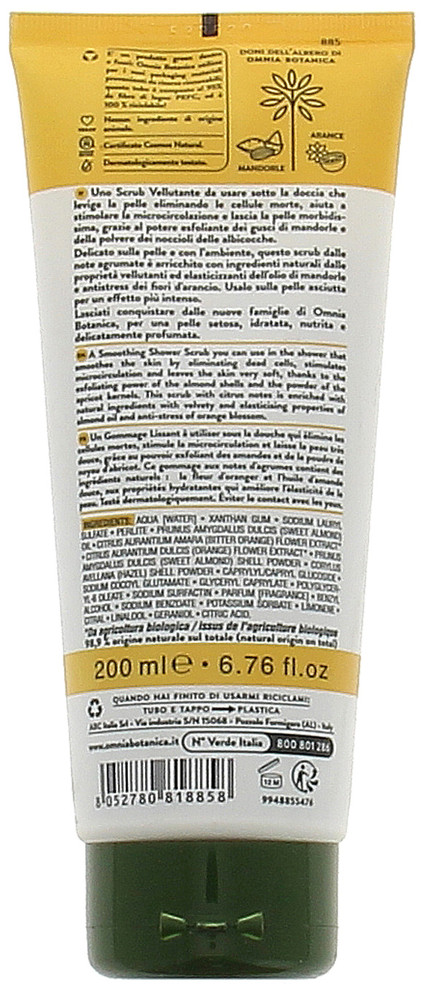 885
DONI DELL'ALBERO DI
OMNIA BOTANICA
ARANCE
MANDORLE
100 % riciclabile!
Nessun ingrediente di origine
animale.
Certificato Cosmos Natural.
Dermatologicamente testato.
Uno Scrub Vellutante da usare sotto la doccia che
leviga la pelle eliminando le cellule morte, aiuta a
stimolare la microcircolazione e lascia la pelle morbidis-
sima, grazie al potere esfoliante dei gusci di mandorle e
della polvere dei noccioli delle albicocche.
Delicato sulla pelle e con l'ambiente, questo scrub dalle
note agrumate è arricchito con ingredienti naturali dalle
proprietà vellutanti ed elasticizzanti dell'olio di mandorle
e antistress dei fiori d'arancio. Usalo sulla pelle asciutta
per un effetto più intenso.
Lasciati conquistare dalle nuove famiglie di Omnia
Botanica, per una pelle setosa, idratata, nutrita e
delicatamente profumata.
EN A Smoothing Shower Scrub you can use in the shower that
smoothes the skin by eliminating dead cells, stimulates
microcirculation and leaves the skin very soft, thanks to the
exfoliating power of the almond shells and the powder of the
apricot kernels. This scrub with citrus notes is enriched with
natural ingredients with velvety and elasticising properties of
almond oil and anti-stress of orange blossom.
FR Un Gommage Lissant à utiliser sous la douche qui élimine les
cellules mortes, stimule la microcirculation et laisse la peau très
douce, grâce au pouvoir exfoliant des amandes et de la poudre de
noyau d'abricot. Ce gommage aux notes d'agrumes contient des
ingrédients naturels : la fleur d'oranger et l'huile d'amande
douce, aux propriétés hydratantes qui améliore l'élasticité de la
peau. Testé dermatologiquement. Éviter le contact avec les yeux.
INGREDIENTS: AQUA [WATER] • XANTHAN GUM • SODIUM LAURYL
SULFATE • PERLITE • PRUNUS AMYGDALUS DULCIS (SWEET ALMOND)
OIL • CITRUS AURANTIUM AMARA (BITTER ORANGE) FLOWER EXTRACT*
• CITRUS AURANTIUM DULCIS (ORANGE) FLOWER EXTRACT* • PRUNUS
AMYGDALUS DULCIS (SWEET ALMOND) SHELL POWDER • CORYLUS
AVELLANA (HAZEL) SHELL POWDER • CAPRYLYL/CAPRYL GLUCOSIDE •
SODIUM COCOYL GLUTAMATE • GLYCERYL CAPRYLATE • POLYGLYCER-
YL-6 OLEATE • SODIUM SURFACTIN • PARFUM [FRAGRANCE] • BENZYL
ALCOHOL • SODIUM BENZOATE • POTASSIUM SORBATE • LIMONENE •
CITRAL • LINALOOL • GERANIOL • CITRIC ACID.
*Da agricoltura biologica / issus de l'agriculture biologique
98,9 % origine naturale sul totale (natural origin on total)
200 ml e • 6.76 fl.oz
QUANDO HAI FINITO DI USARMI RICICLAMI:
TUBO E TAPPO → PLASTICA
ABC Italia Srl - Via industria S/N 15068 - Pozzolo Formigaro (AL) - Italy
www.omniabotanica.it
N° Verde Italia
800 801 286
8 052780 818858
12 M
9948855476